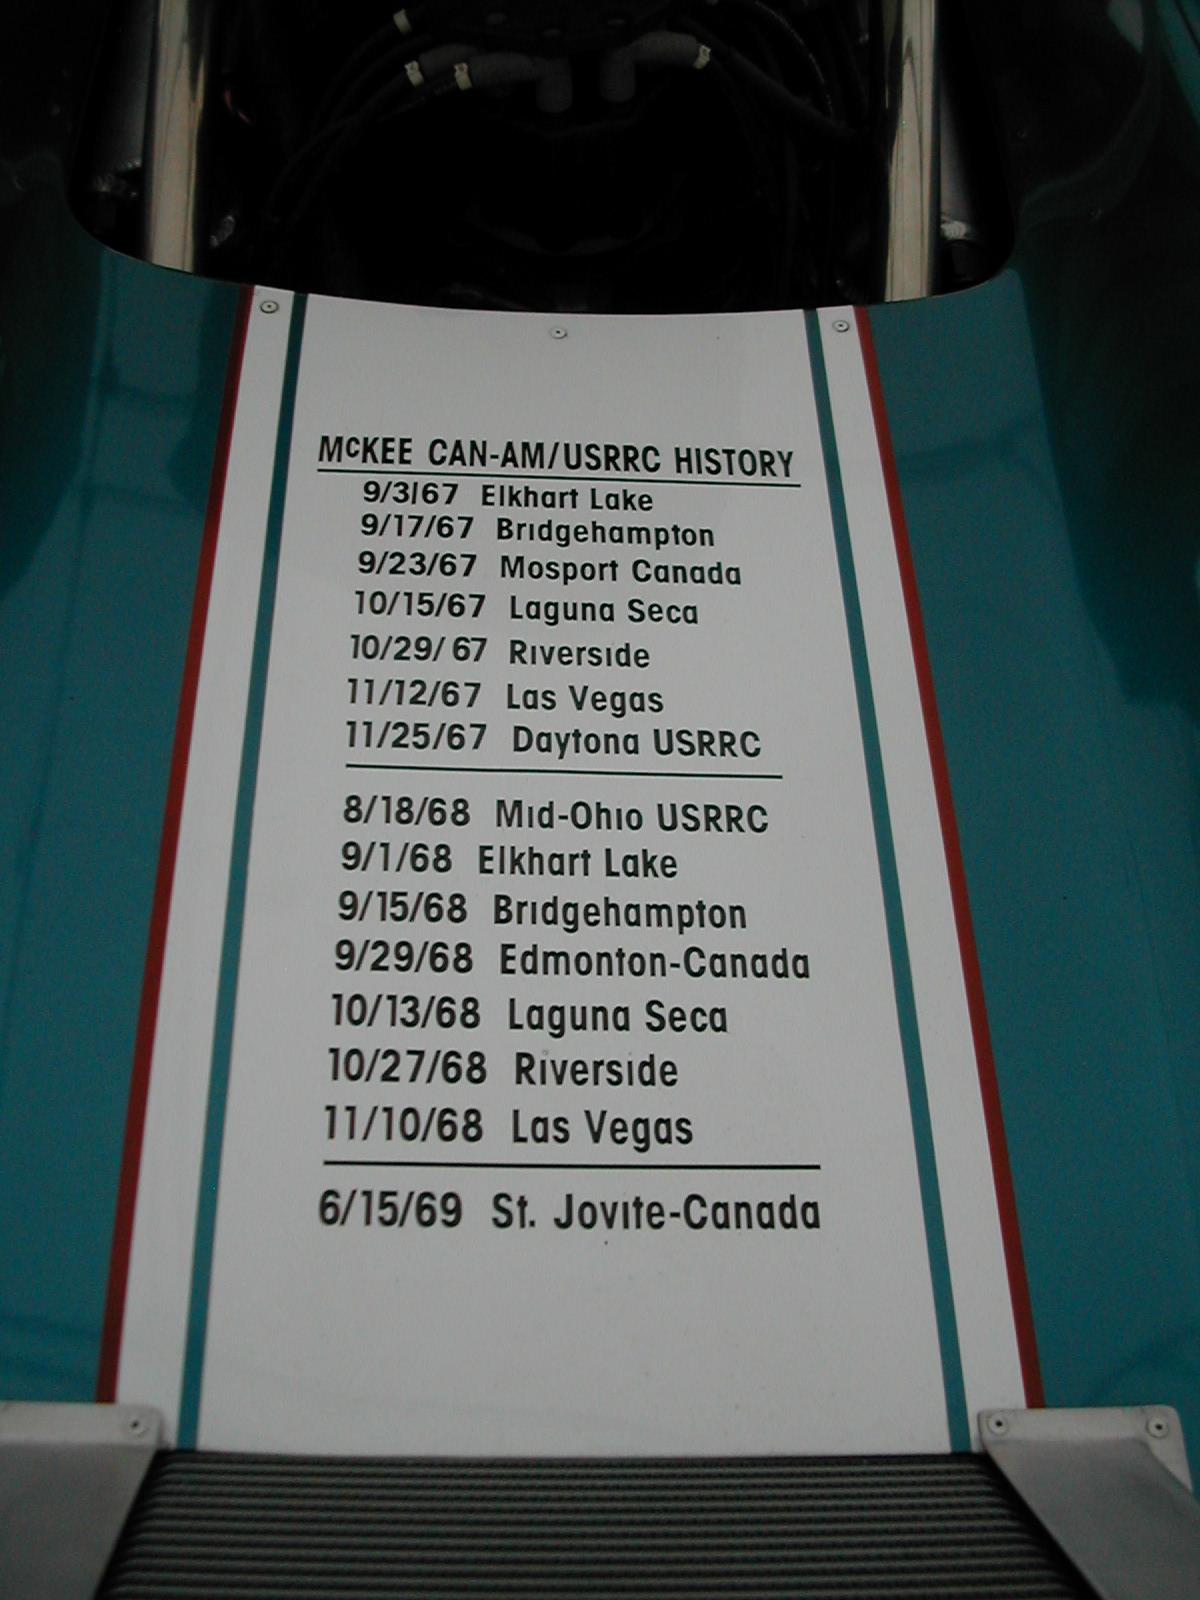 McKEE CAN-AM/USRRC HISTORY
9/3/67 Elkhart Lake
9/17/67 Bridgehampton
9/23/67 Mosport Canada
10/15/67 Laguna Seca
10/29/67 Riverside
11/12/67 Las Vegas
11/25/67 Daytona USRRC
8/18/68 Mid-Ohio USRRC
9/1/68 Elkhart Lake
9/15/68 Bridgehampton
9/29/68 Edmonton-Canada
10/13/68 Laguna Seca
10/27/68 Riverside
11/10/68 Las Vegas
6/15/69 St. Jovite-Canada